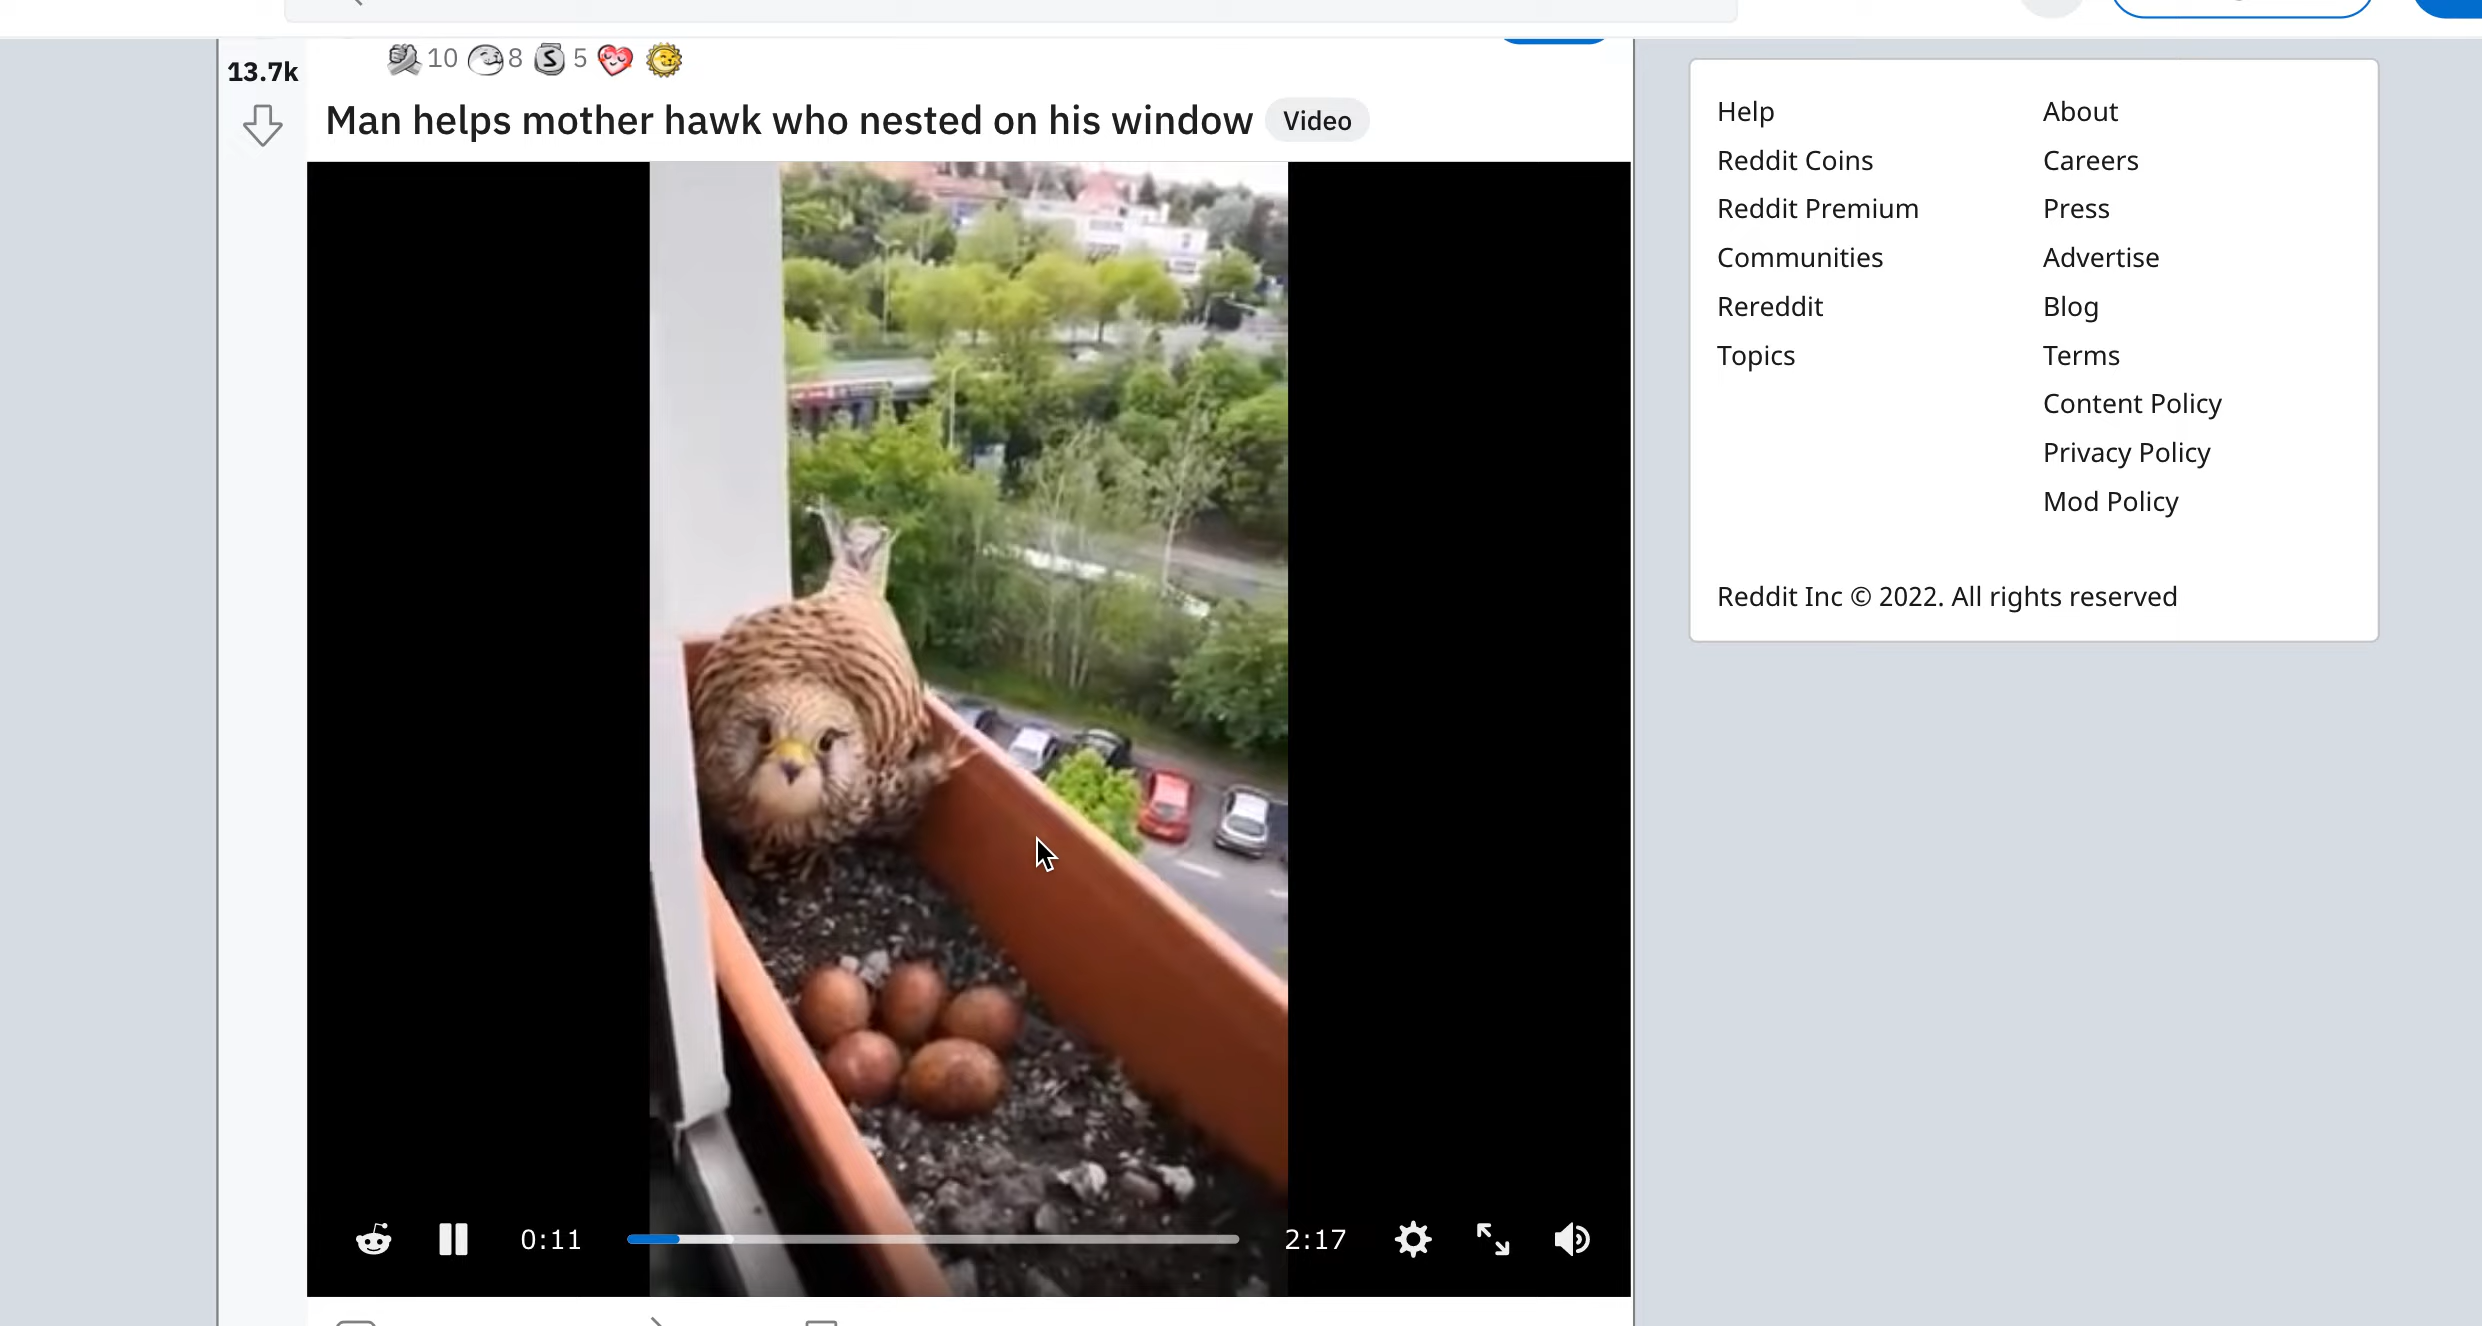 13.7k
10 8 S 5
Man helps mother hawk who nested on his window Video
0:11
2:17
Help
Reddit Coins
Reddit Premium
Communities
Rereddit
Topics
About
Careers
Press
Advertise
Blog
Terms
Content Policy
Privacy Policy
Mod Policy
Reddit Inc © 2022. All rights reserved